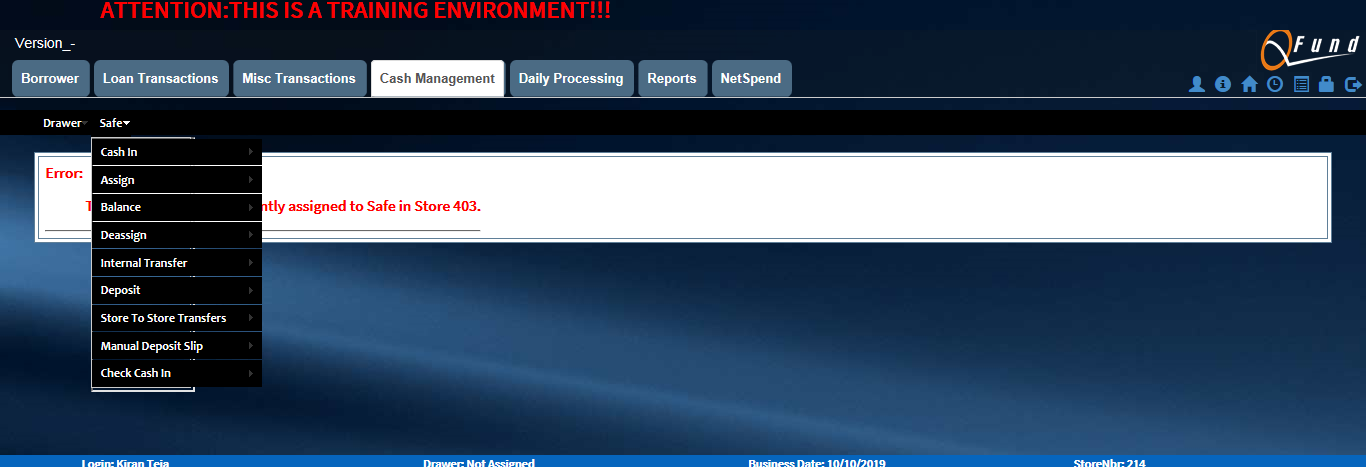 ATTENTION:THIS IS A TRAINING ENVIRONMENT!!!
Version_-
Fund
Borrower Loan Transactions Misc Transactions Cash Management Daily Processing Reports NetSpend
Drawer Safe
Cash In
Error:
Assign
Balance assigned to Safe in Store 403.
Deassign
Internal Transfer
Deposit
Store To Store Transfers
Manual Deposit Slip
Check Cash In
Login: Kiran Teja Drawer: Not Assigned Business Date: 10/10/2019 StoreNbr: 214